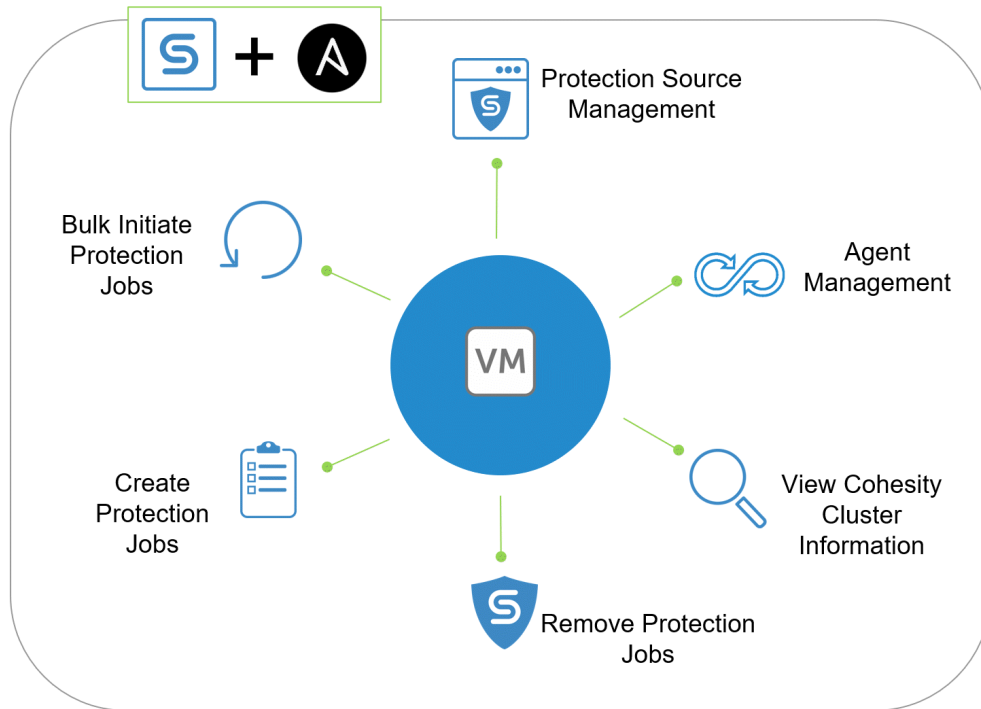 Protection Source
Management
Bulk Initiate
Protection
Jobs
Agent
Management
VM
Create
Protection
Jobs
View Cohesity
Cluster
Information
Remove Protection
Jobs